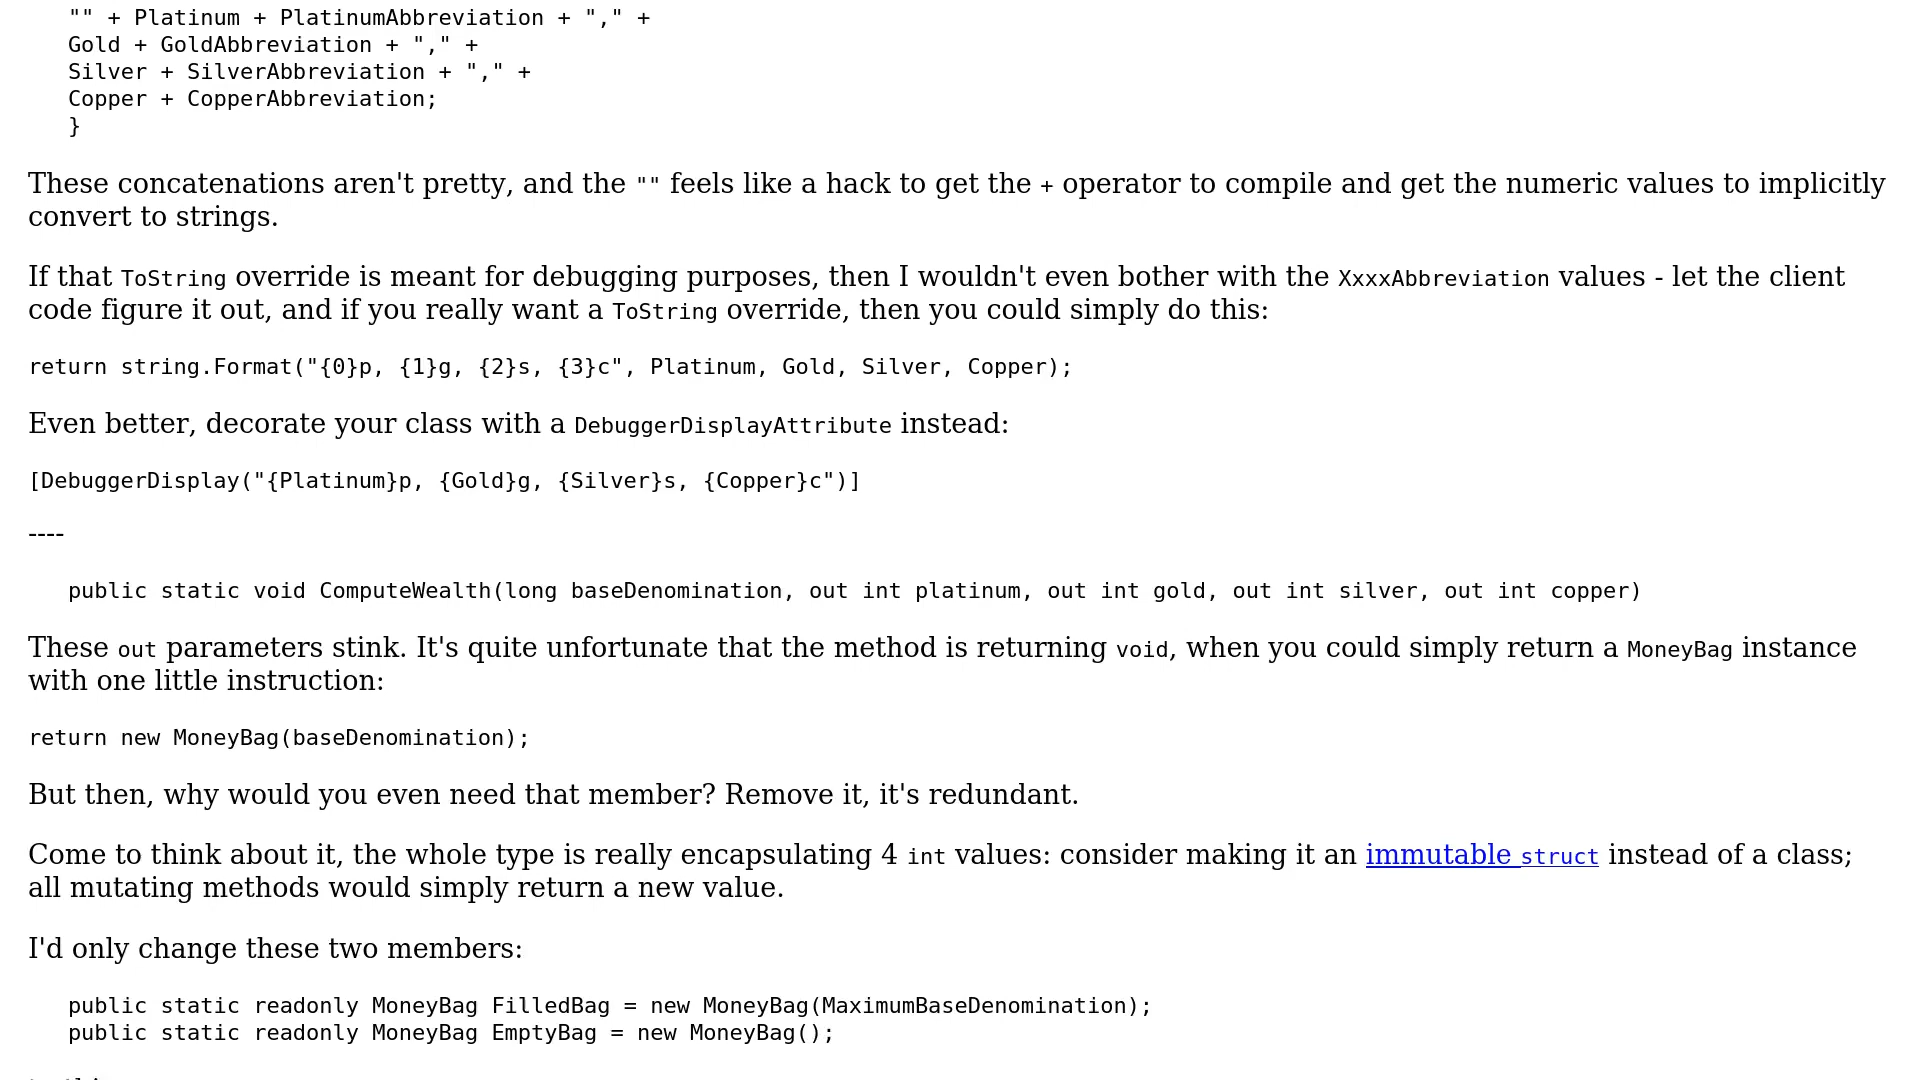 "" + Platinum + PlatinumAbbreviation + "," +
Gold + GoldAbbreviation + "," +
Silver + SilverAbbreviation + "," +
Copper + CopperAbbreviation;
}
These concatenations aren't pretty, and the "" feels like a hack to get the + operator to compile and get the numeric values to implicitly
convert to strings.
If that ToString override is meant for debugging purposes, then I wouldn't even bother with the XxxxAbbreviation values - let the client
code figure it out, and if you really want a ToString override, then you could simply do this:
return string.Format("{0}p, {1}g, {2}s, {3}c", Platinum, Gold, Silver, Copper);
Even better, decorate your class with a DebuggerDisplayAttribute instead:
[DebuggerDisplay("{Platinum}p, {Gold}g, {Silver}s, {Copper}c")]
----
public static void ComputeWealth(long baseDenomination, out int platinum, out int gold, out int silver, out int copper)
These out parameters stink. It's quite unfortunate that the method is returning void, when you could simply return a MoneyBag instance
with one little instruction:
return new MoneyBag(baseDenomination);
But then, why would you even need that member? Remove it, it's redundant.
Come to think about it, the whole type is really encapsulating 4 int values: consider making it an immutable struct instead of a class;
all mutating methods would simply return a new value.
I'd only change these two members:
public static readonly MoneyBag FilledBag = new MoneyBag(MaximumBaseDenomination);
public static readonly MoneyBag EmptyBag = new MoneyBag();